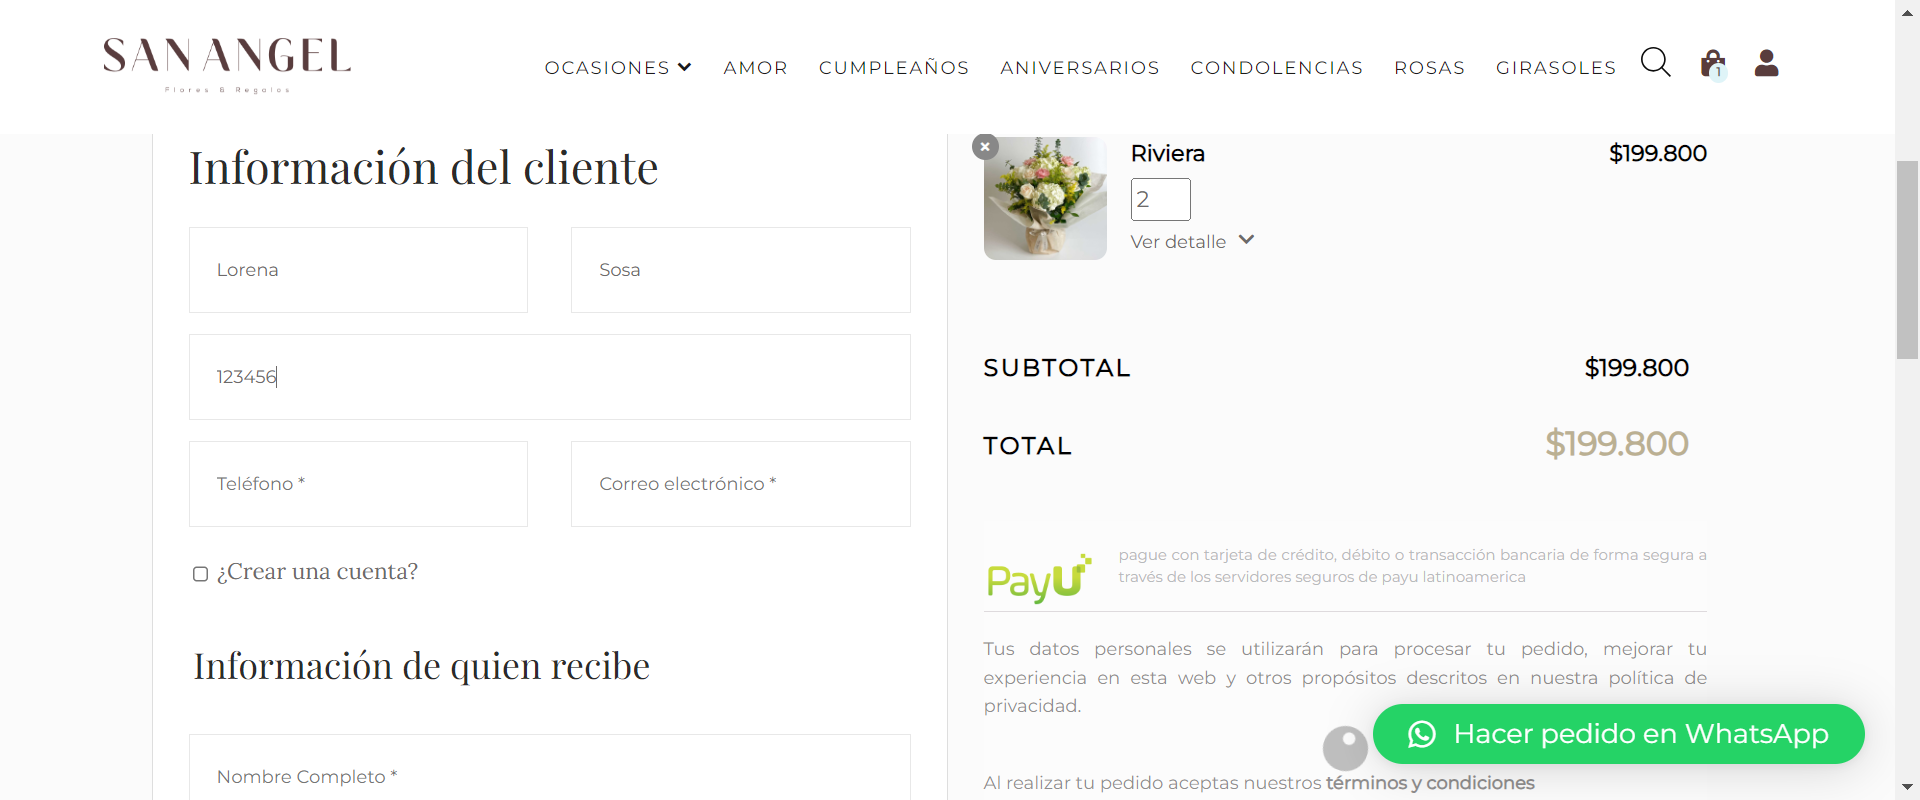 SAN ANGEL
Flores & Regalos
OCASIONES
AMOR
CUMPLEAÑOS
ANIVERSARIOS
CONDOLENCIAS
ROSAS
GIRASOLES
1
Información del cliente
Lorena
Sosa
123456
Teléfono *
Correo electrónico *
¿Crear una cuenta?
Información de quien recibe
Nombre Completo *
Riviera
$199.800
2
Ver detalle
SUBTOTAL
$199.800
TOTAL
$199.800
PayU
pague con tarjeta de crédito, débito o transacción bancaria de forma segura a
través de los servidores seguros de payu latinoamerica
Tus datos personales se utilizarán para procesar tu pedido, mejorar tu
experiencia en esta web y otros propósitos descritos en nuestra política de
privacidad.
Hacer pedido en WhatsApp
Al realizar tu pedido aceptas nuestros términos y condiciones